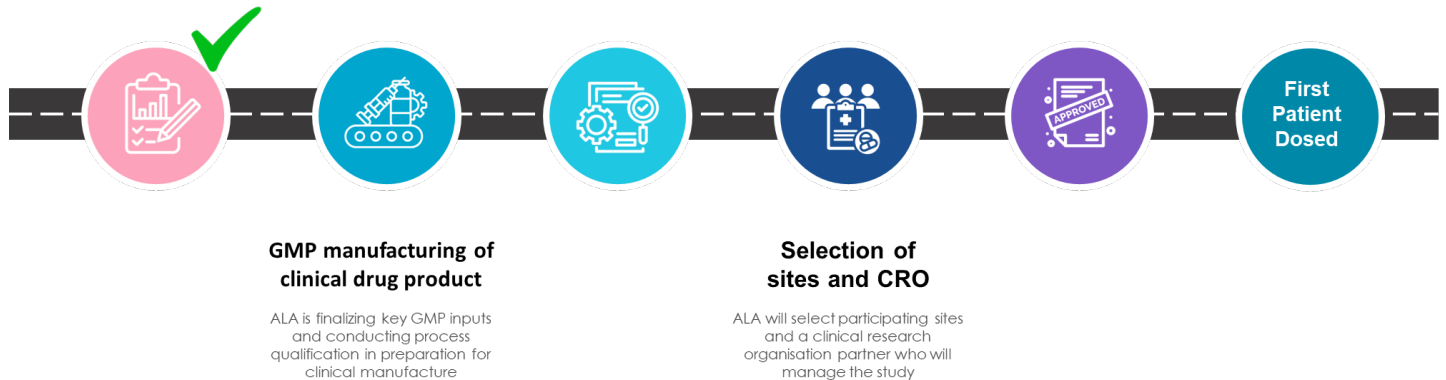 APPROVED
First
Patient
Dosed
GMP manufacturing of
clinical drug product
ALA is finalizing key GMP inputs
and conducting process
qualification in preparation for
clinical manufacture
Selection of
sites and CRO
ALA will select participating sites
and a clinical research
organisation partner who will
manage the study